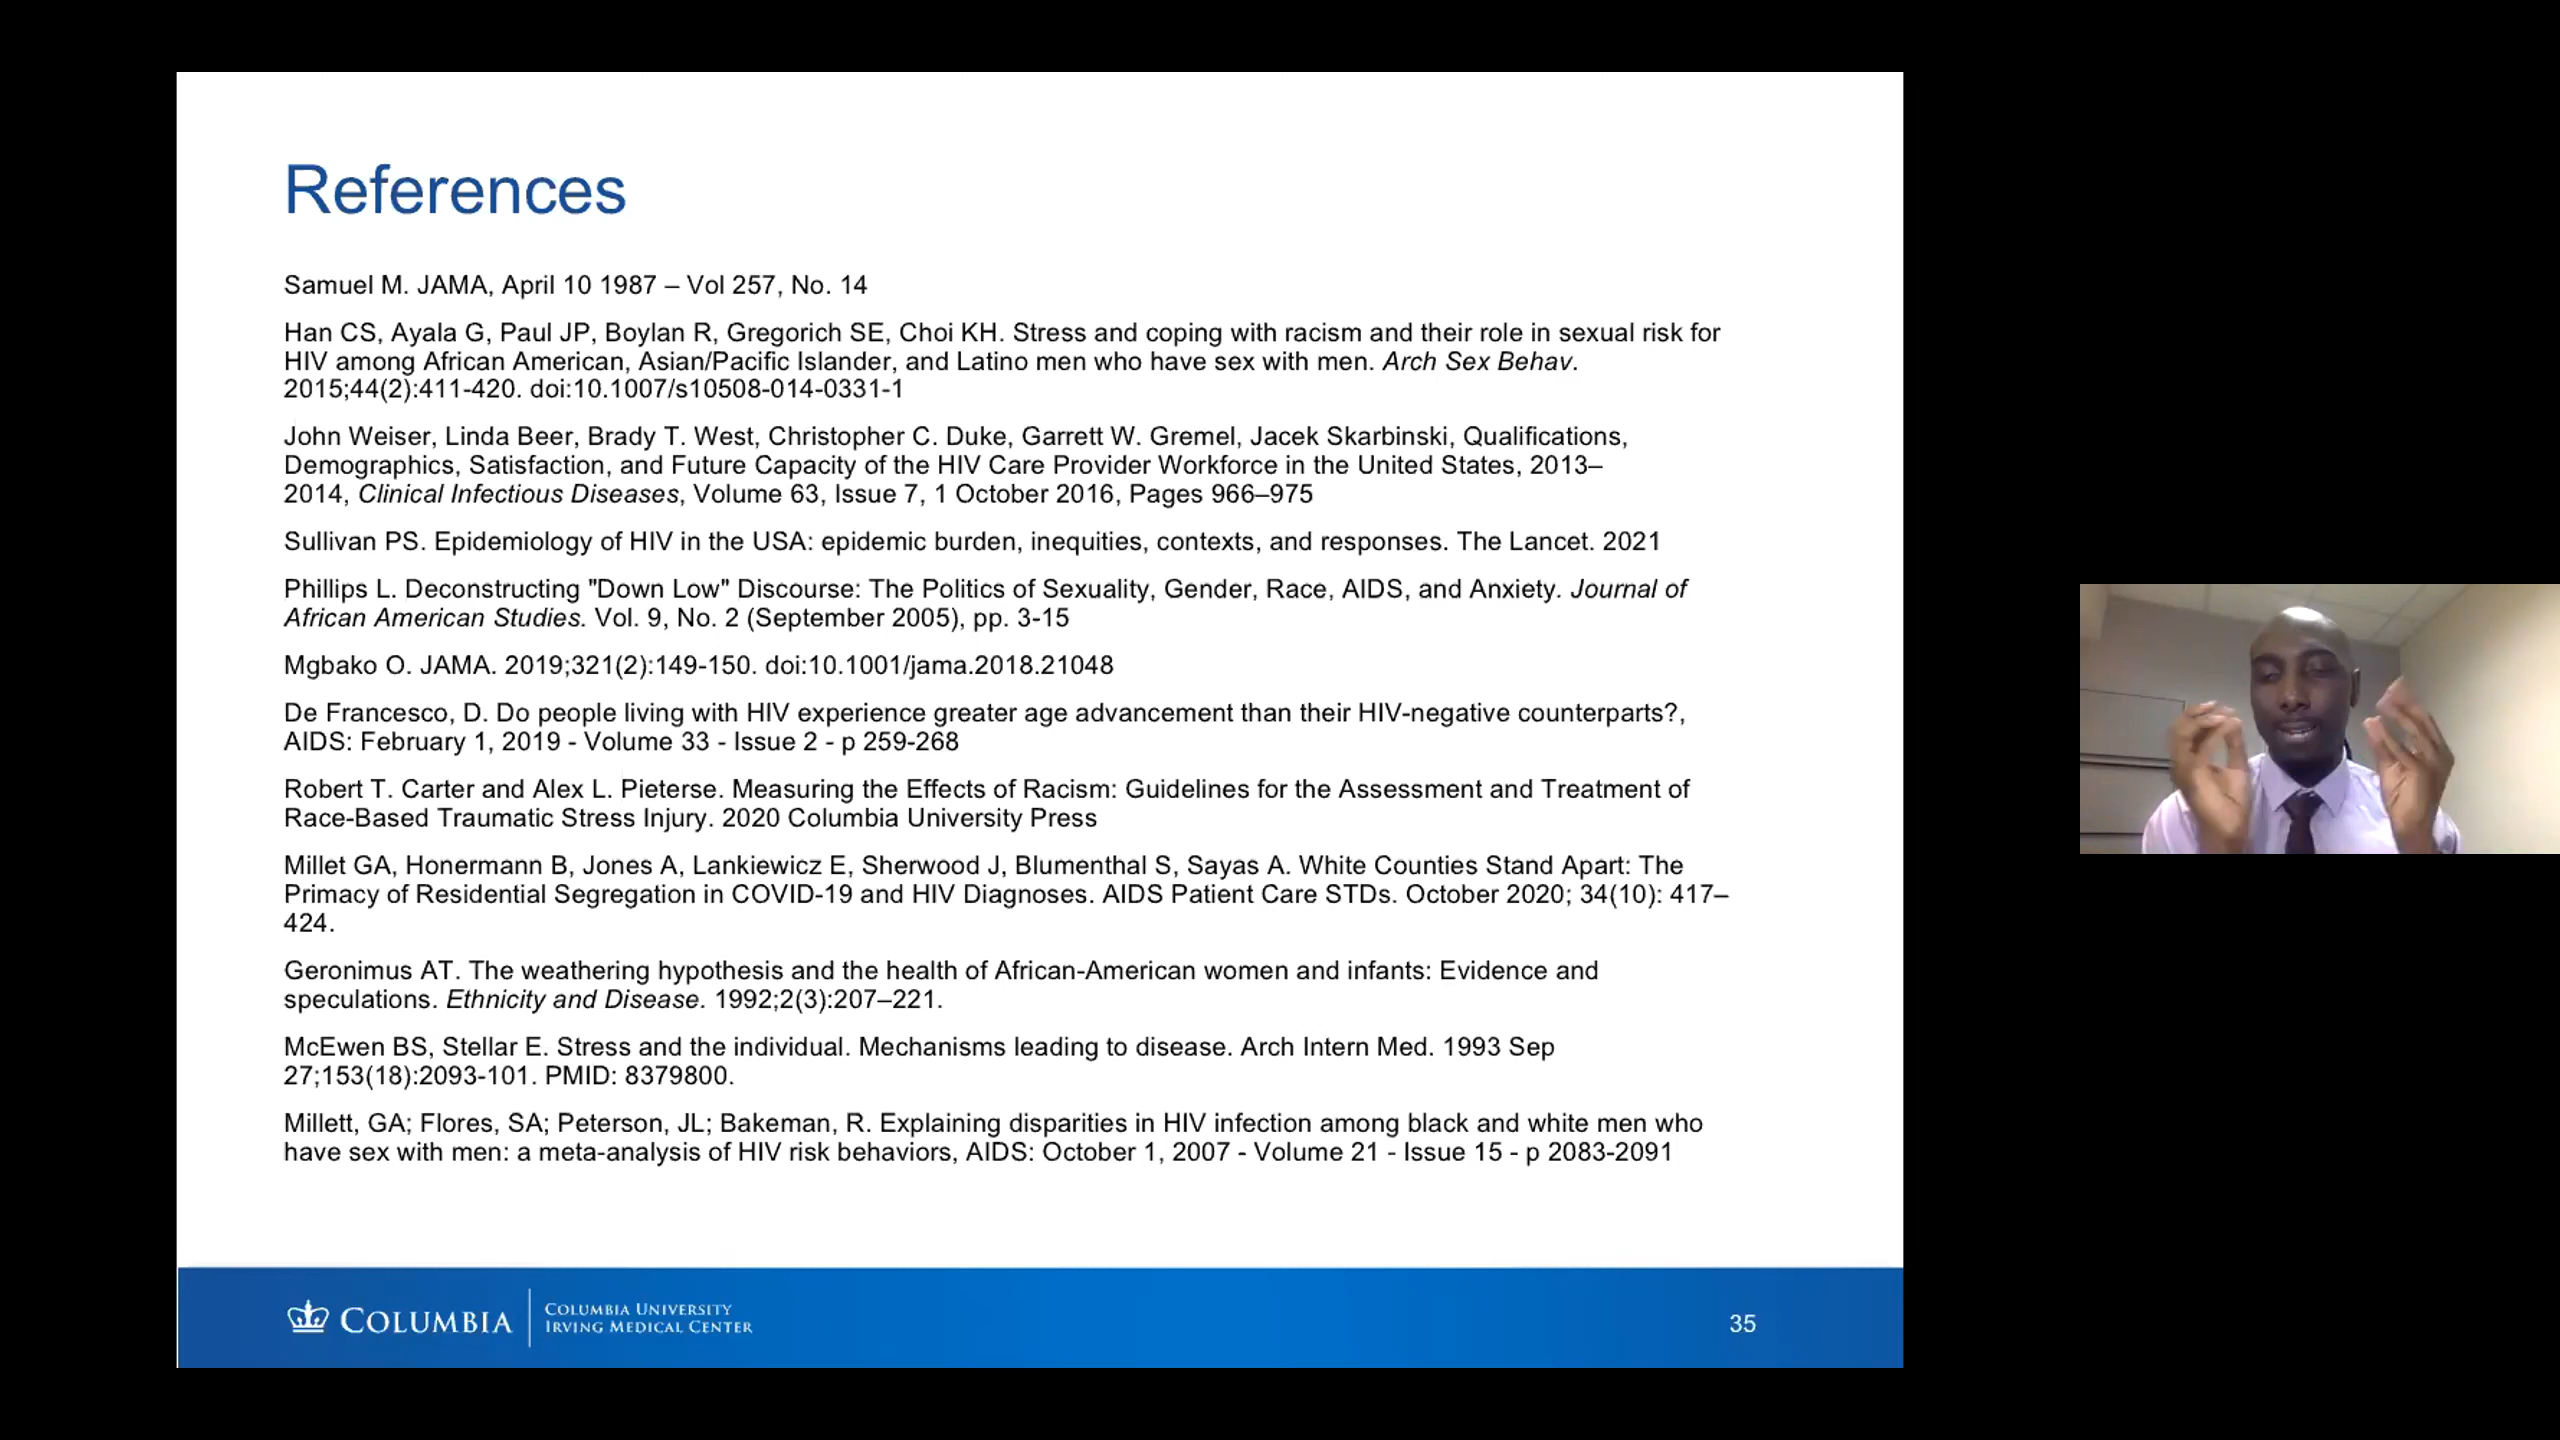 References
Samuel M. JAMA, April 10 1987 – Vol 257, No. 14
Han CS, Ayala G, Paul JP, Boylan R, Gregorich SE, Choi KH. Stress and coping with racism and their role in sexual risk for
HIV among African American, Asian/Pacific Islander, and Latino men who have sex with men. Arch Sex Behav.
2015;44(2):411-420. doi:10.1007/s10508-014-0331-1
John Weiser, Linda Beer, Brady T. West, Christopher C. Duke, Garrett W. Gremel, Jacek Skarbinski, Qualifications,
Demographics, Satisfaction, and Future Capacity of the HIV Care Provider Workforce in the United States, 2013–
2014, Clinical Infectious Diseases, Volume 63, Issue 7, 1 October 2016, Pages 966–975
Sullivan PS. Epidemiology of HIV in the USA: epidemic burden, inequities, contexts, and responses. The Lancet. 2021
Phillips L. Deconstructing "Down Low" Discourse: The Politics of Sexuality, Gender, Race, AIDS, and Anxiety. Journal of
African American Studies. Vol. 9, No. 2 (September 2005), pp. 3-15
Mgbako O. JAMA. 2019;321(2):149-150. doi:10.1001/jama.2018.21048
De Francesco, D. Do people living with HIV experience greater age advancement than their HIV-negative counterparts?,
AIDS: February 1, 2019 - Volume 33 - Issue 2 - p 259-268
Robert T. Carter and Alex L. Pieterse. Measuring the Effects of Racism: Guidelines for the Assessment and Treatment of
Race-Based Traumatic Stress Injury. 2020 Columbia University Press
Millet GA, Honermann B, Jones A, Lankiewicz E, Sherwood J, Blumenthal S, Sayas A. White Counties Stand Apart: The
Primacy of Residential Segregation in COVID-19 and HIV Diagnoses. AIDS Patient Care STDs. October 2020; 34(10): 417–
424.
Geronimus AT. The weathering hypothesis and the health of African-American women and infants: Evidence and
speculations. Ethnicity and Disease. 1992;2(3):207–221.
McEwen BS, Stellar E. Stress and the individual. Mechanisms leading to disease. Arch Intern Med. 1993 Sep
27;153(18):2093-101. PMID: 8379800.
Millett, GA; Flores, SA; Peterson, JL; Bakeman, R. Explaining disparities in HIV infection among black and white men who
have sex with men: a meta-analysis of HIV risk behaviors, AIDS: October 1, 2007 - Volume 21 - Issue 15 - p 2083-2091
COLUMBIA
COLUMBIA UNIVERSITY
IRVING MEDICAL CENTER
35